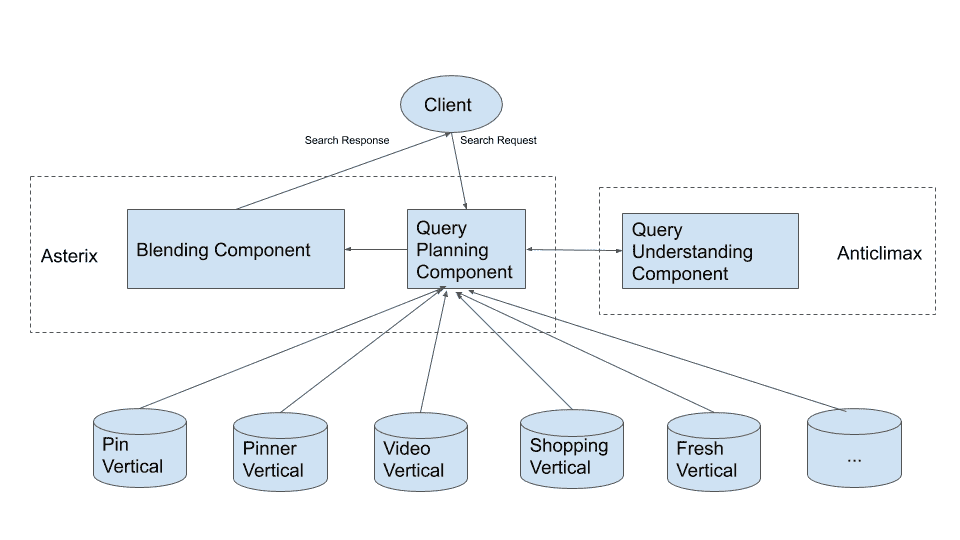 Client
Search Response
Search Request
Asterix
Blending Component
Query
Planning
Component
Query
Understanding
Component
Anticlimax
Pin
Vertical
Pinner
Vertical
Video
Vertical
Shopping
Vertical
Fresh
Vertical
...